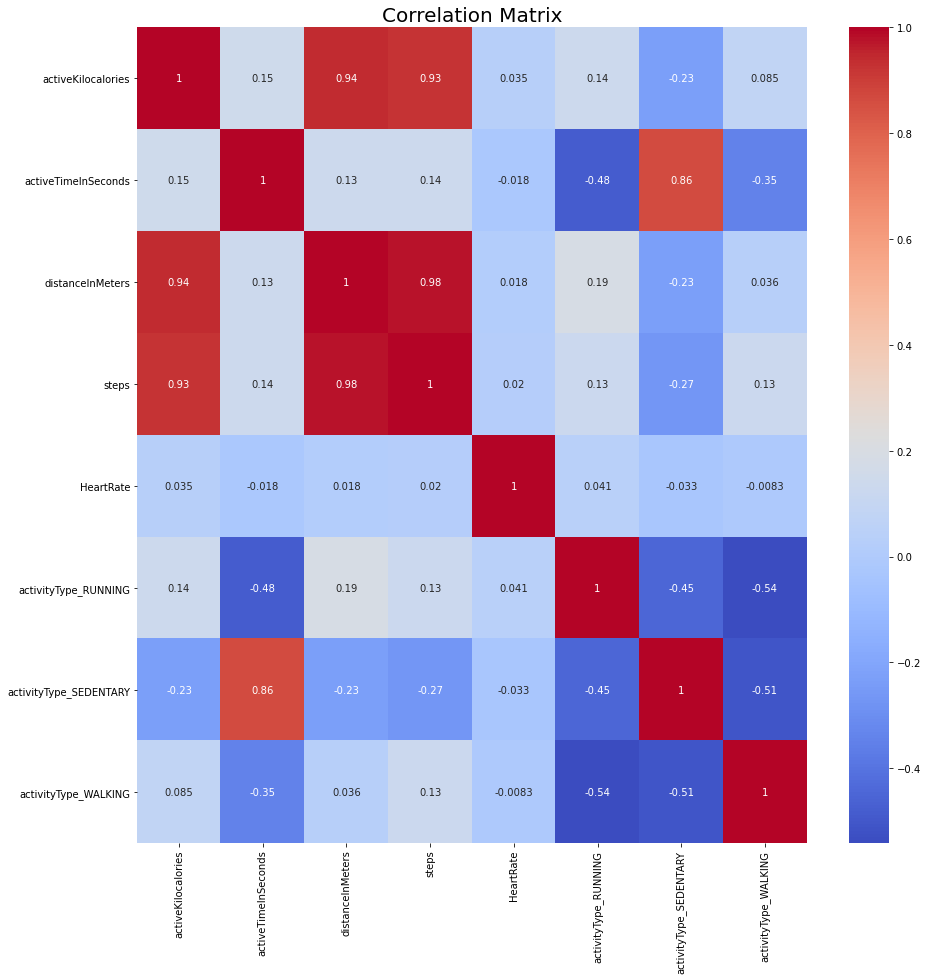 Correlation Matrix
activeKilocalories 1 0.15 0.94 0.93 0.035 0.14 -0.23 0.085
activeTimeInSeconds 0.15 1 0.13 0.14 -0.018 -0.48 0.86 -0.35
distanceInMeters 0.94 0.13 1 0.98 0.018 0.19 -0.23 0.036
steps 0.93 0.14 0.98 1 0.02 0.13 -0.27 0.13
HeartRate 0.035 -0.018 0.018 0.02 1 0.041 -0.033 -0.0083
activityType_RUNNING 0.14 -0.48 0.19 0.13 0.041 1 -0.45 -0.54
activityType_SEDENTARY -0.23 0.86 -0.23 -0.27 -0.033 -0.45 1 -0.51
activityType_WALKING 0.085 -0.35 0.036 0.13 -0.0083 -0.54 -0.51 1
activeKilocalories
activeTimeInSeconds
distanceInMeters
steps
HeartRate
activityType_RUNNING
activityType_SEDENTARY
activityType_WALKING
1.0
0.8
0.6
0.4
0.2
0.0
−0.2
−0.4